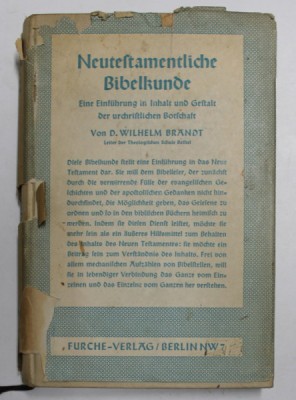 Neutestamentliche
Bibelkunde
Eine Einführung in Inhalt und Gestalt
der urchristlichen Botschaft
Von D. WILHELM BRANDT
Leiter der Theologischen Schule Bethel
Diese Bibelkunde stellt eine Einführung in das Neue
Testament dar. Sie will dem Bibelleser, der zunächst
durch die verwirrende Fülle der evangelischen Ge-
schichten und der apostolischen Gedanken nicht hin-
durchfindet, die Möglichkeit geben, das Gelesene zu
ordnen und so in den biblischen Büchern heimisch zu
werden. Indem sie diesen Dienst leistet, möchte sie
mehr sein als ein äußeres Hilfsmittel zum Behalten
des Inhalts des Neuen Testamentes: sie möchte ein
Beitrag sein zum Verständnis des Inhalts. Frei von
allem mechanischen Aufzählen von Bibelstellen, will
sie in lebendiger Verbindung das Ganze vom Ein-
zelnen und das Einzelne vom Ganzen her verstehen.
FURCHE-VERLAG / BERLIN NW 7